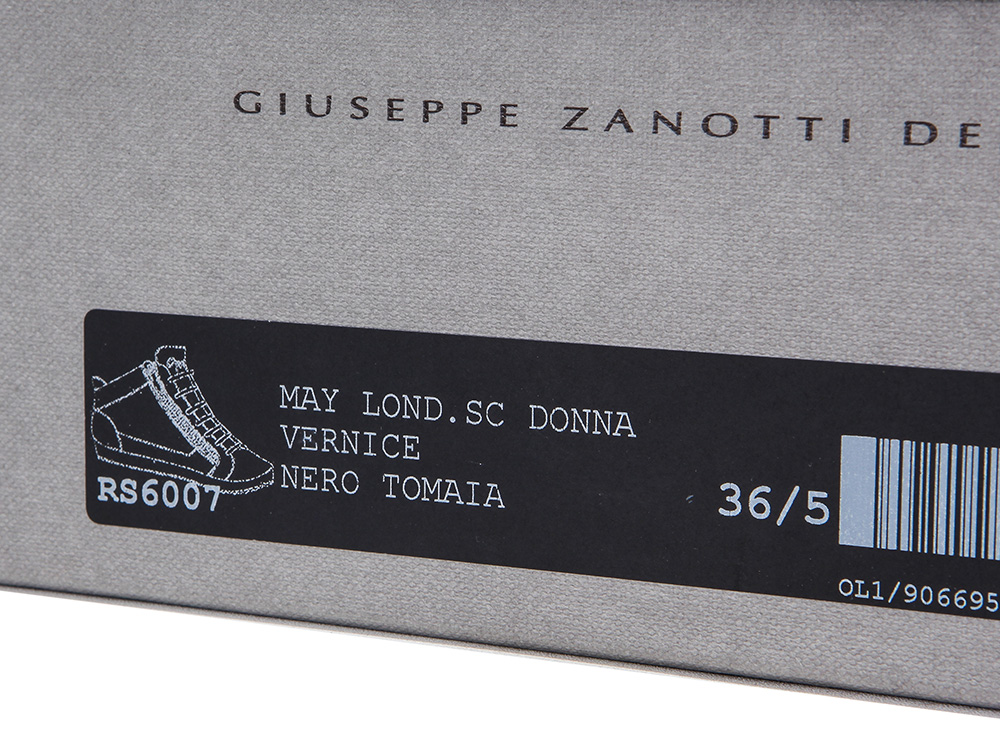 GIUSEPPE ZANOTTI DE
MAY LOND.SC DONNA
VERNICE
NERO TOMAIA
RS6007
36/5
OL1/906695